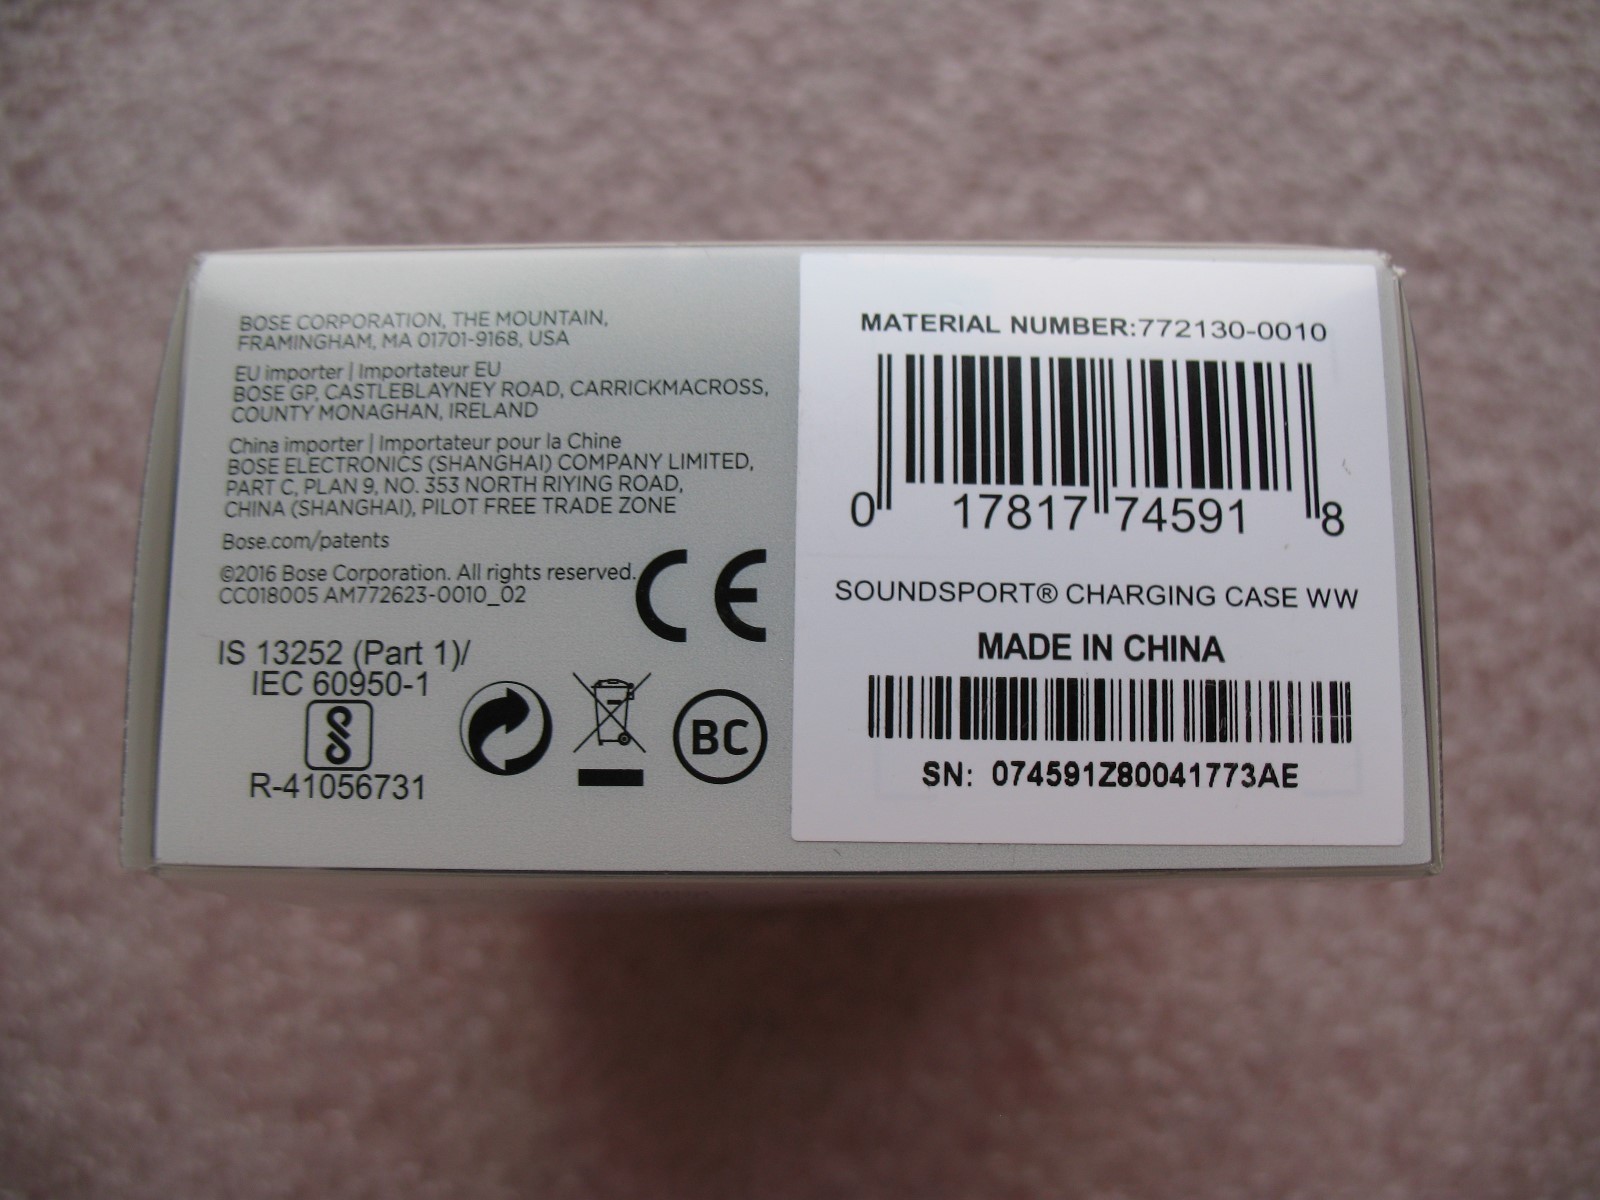 BOSE CORPORATION, THE MOUNTAIN,
FRAMINGHAM, MA 01701-9168, USA
EU importer | Importateur EU
BOSE GP, CASTLEBLAYNEY ROAD, CARRICKMACROSS,
COUNTY MONAGHAN, IRELAND
China importer | Importateur pour la Chine
BOSE ELECTRONICS (SHANGHAI) COMPANY LIMITED,
PART C, PLAN 9, NO. 353 NORTH RIYING ROAD,
CHINA (SHANGHAI), PILOT FREE TRADE ZONE
Bose.com/patents
©2016 Bose Corporation. All rights reserved.
CC018005 AM772623-0010_02
CE
IS 13252 (Part 1)/
IEC 60950-1
R-41056731
BC
MATERIAL NUMBER:772130-0010
0 17817 74591 8
SOUNDSPORT® CHARGING CASE WW
MADE IN CHINA
SN: 074591Z80041773AE